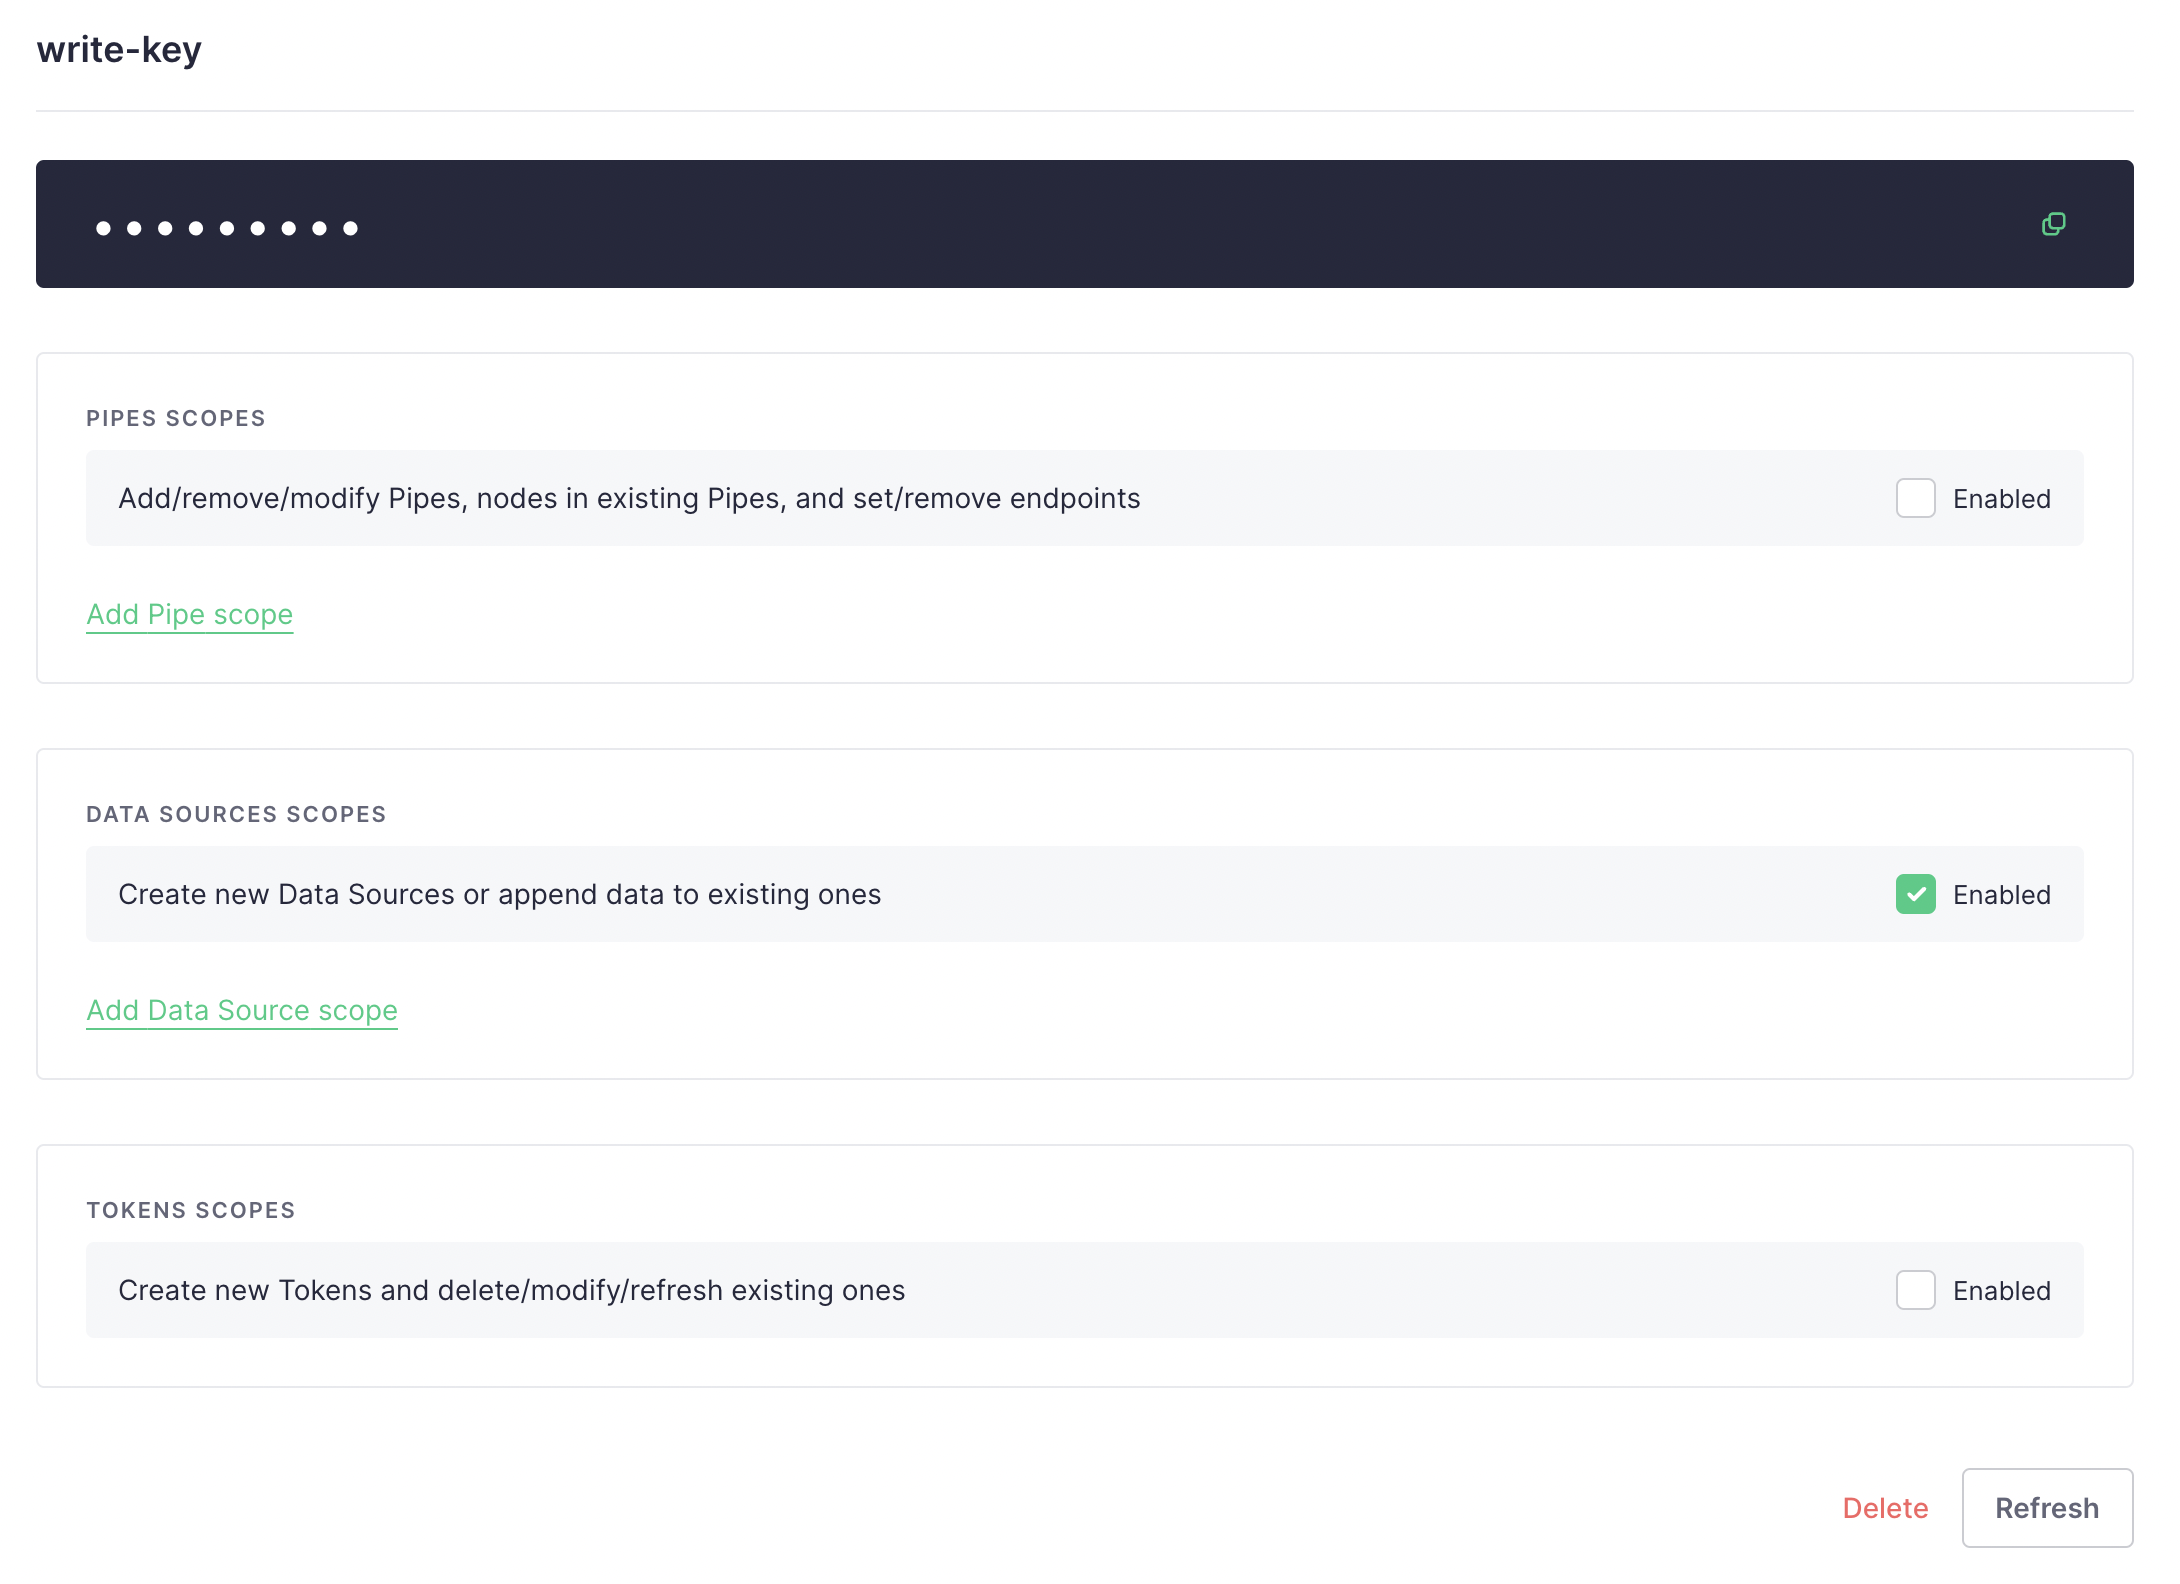 write-key
•••••••••
PIPES SCOPES
Add/remove/modify Pipes, nodes in existing Pipes, and set/remove endpoints
Enabled
Add Pipe scope
DATA SOURCES SCOPES
Create new Data Sources or append data to existing ones
Enabled
Add Data Source scope
TOKENS SCOPES
Create new Tokens and delete/modify/refresh existing ones
Enabled
Delete
Refresh